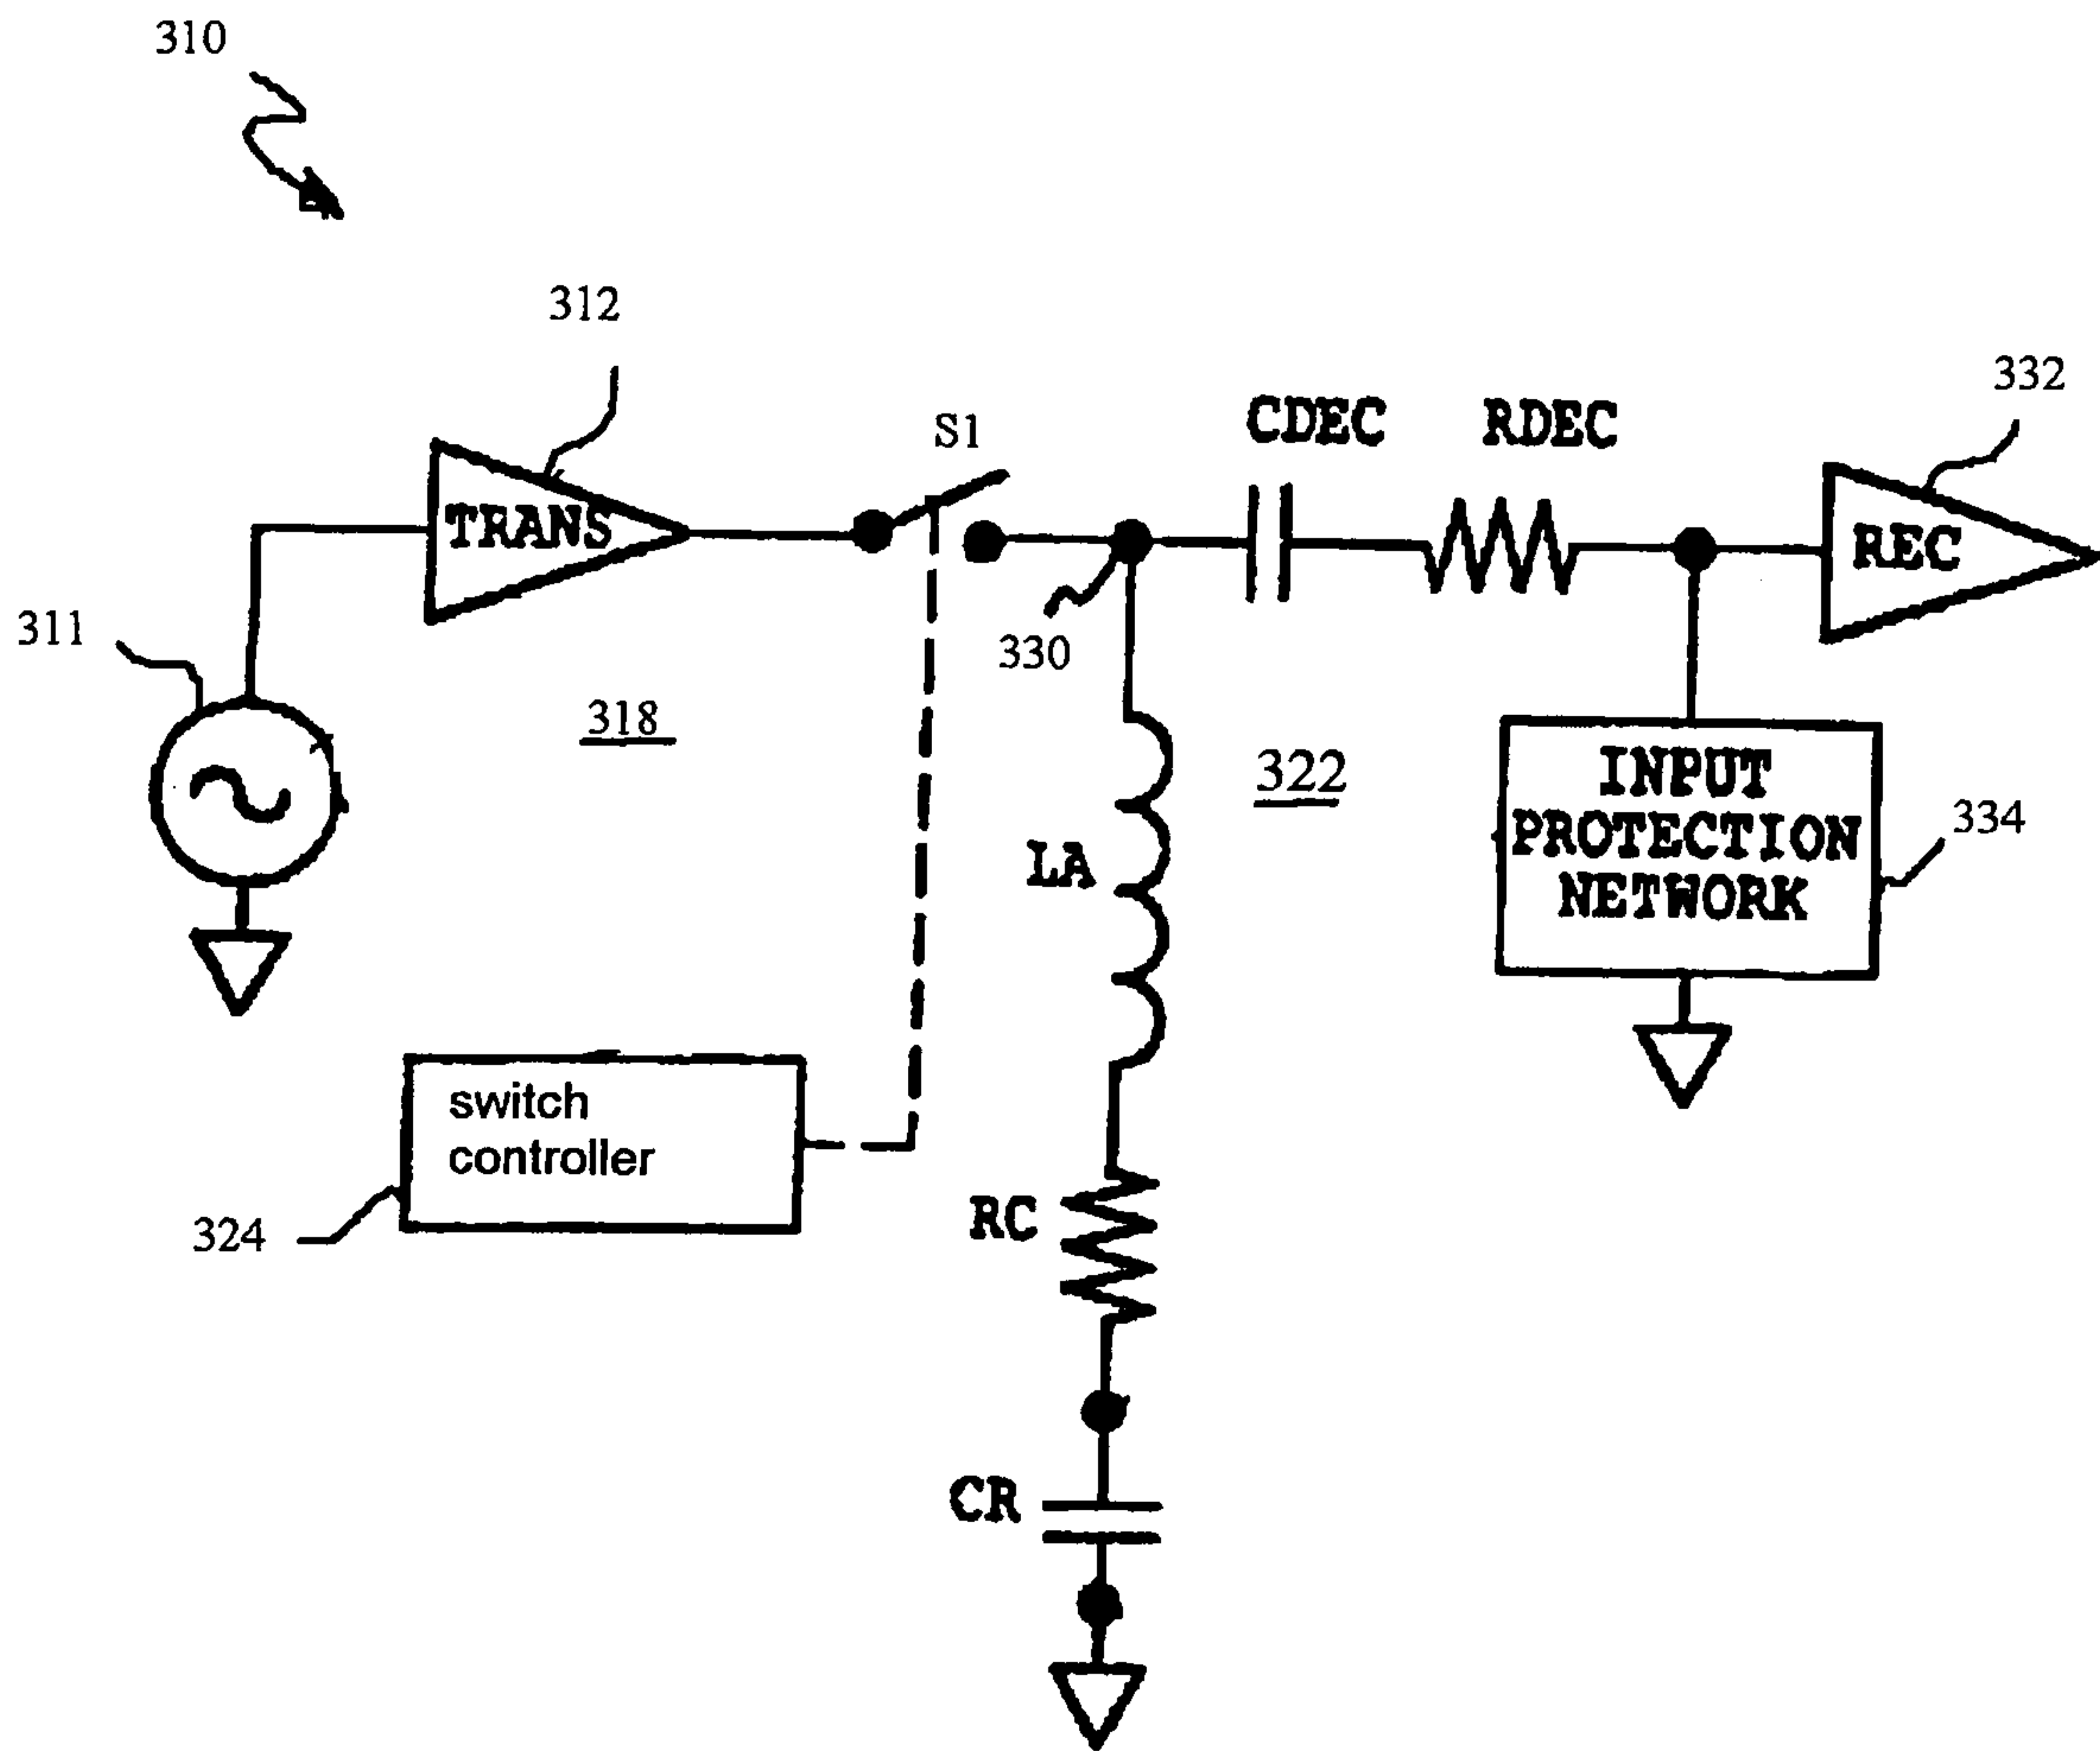 310
312
332
S1
CDEC
RDEC
TRANS
REC
311
330
318
322
INPUT
PROTECTION
NETWORK
334
LA
switch
controller
RC
324
CR